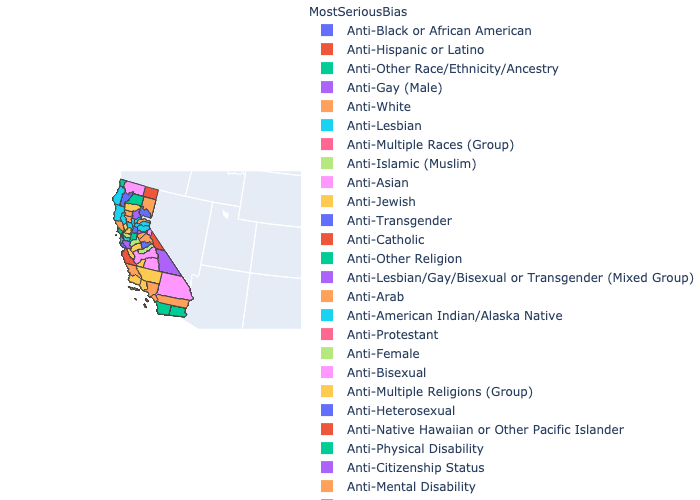 MostSeriousBias
Anti-Black or African American
Anti-Hispanic or Latino
Anti-Other Race/Ethnicity/Ancestry
Anti-Gay (Male)
Anti-White
Anti-Lesbian
Anti-Multiple Races (Group)
Anti-Islamic (Muslim)
Anti-Asian
Anti-Jewish
Anti-Transgender
Anti-Catholic
Anti-Other Religion
Anti-Lesbian/Gay/Bisexual or Transgender (Mixed Group)
Anti-Arab
Anti-American Indian/Alaska Native
Anti-Protestant
Anti-Female
Anti-Bisexual
Anti-Multiple Religions (Group)
Anti-Heterosexual
Anti-Native Hawaiian or Other Pacific Islander
Anti-Physical Disability
Anti-Citizenship Status
Anti-Mental Disability